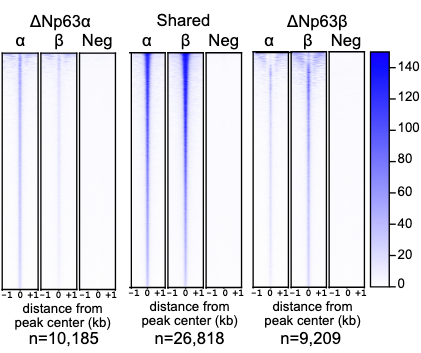 ΔNp63α Shared ΔNp63β
α β Neg α β Neg α β Neg
140
120
100
80
60
40
20
0
-1 0 +1 -1 0 +1 -1 0 +1 -1 0 +1 -1 0 +1 -1 0 +1 -1 0 +1 -1 0 +1 -1 0 +1
distance from distance from distance from
peak center (kb) peak center (kb) peak center (kb)
n=10,185 n=26,818 n=9,209